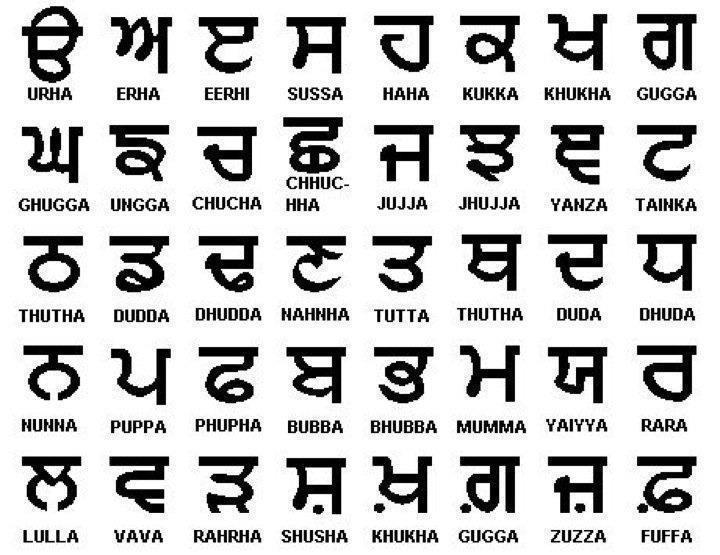 ੳ ਅ ੲ ਸ ਹ ਕ ਖ ਗ
URHA ERHA EERHI SUSSA HAHA KUKKA KHUKHA GUGGA
ਘ ਙ ਚ ਛ ਜ ਝ ਞ ਟ
GHUGGA UNGGA CHUCHA CHHUC-HHA JUJJA JHUJJA YANZA TAINKA
ਠ ਡ ਢ ਣ ਤ ਥ ਦ ਧ
THUTHA DUDDA DHUDDA NAHNHA TUTTA THUTHA DUDA DHUDA
ਨ ਪ ਫ ਬ ਭ ਮ ਯ ਰ
NUNNA PUPPA PHUPHA BUBBA BHUBBA MUMMA YAIYYA RARA
ਲ ਵ ੜ ਸ਼ ਖ਼ ਗ਼ ਜ਼ ਫ਼
LULLA VAVA RAHRHA SHUSHA KHUKHA GUGGA ZUZZA FUFFA